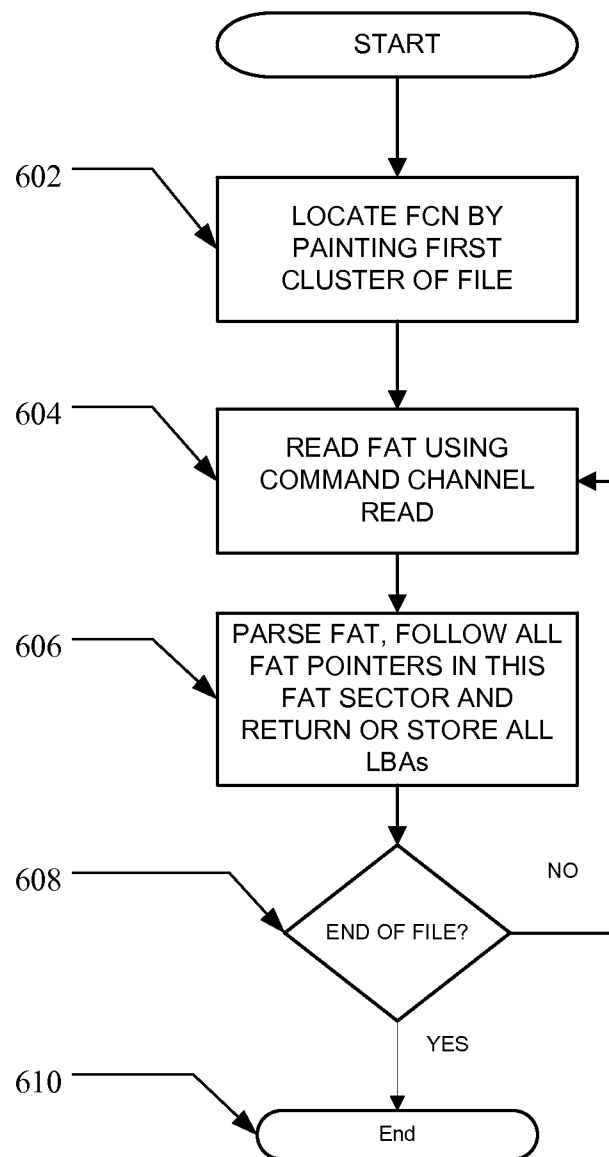 START
602
LOCATE FCN BY
PAINTING FIRST
CLUSTER OF FILE
604
READ FAT USING
COMMAND CHANNEL
READ
606
PARSE FAT, FOLLOW ALL
FAT POINTERS IN THIS
FAT SECTOR AND
RETURN OR STORE ALL
LBAs
608
NO
END OF FILE?
YES
610
End